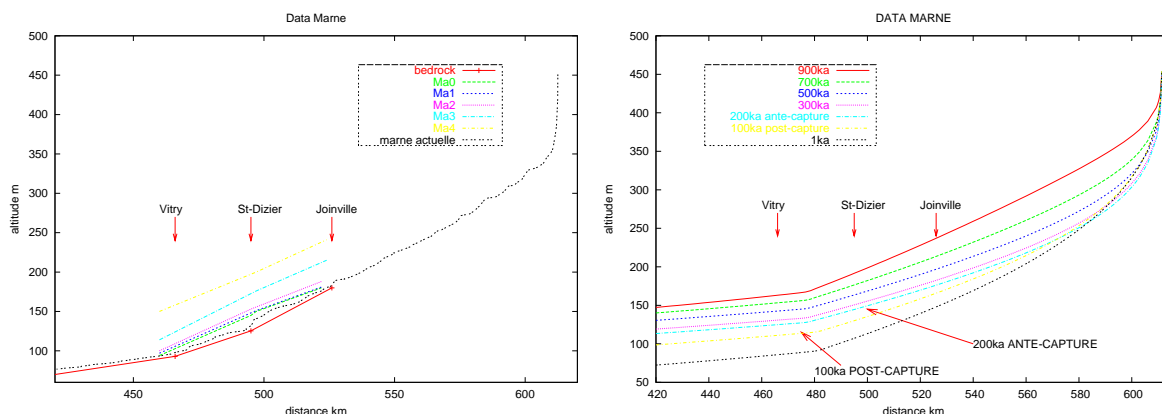 Data Marne
altitude m
500
450
400
350
300
250
200
150
100
450
500
550
600
distance km
bedrock
Ma0
Ma1
Ma2
Ma3
Ma4
marne actuelle
Vitry
St-Dizier
Joinville
DATA MARNE
altitude m
500
450
400
350
300
250
200
150
100
50
420
440
460
480
500
520
540
560
580
600
distance km
900ka
700ka
500ka
300ka
200ka ante-capture
100ka post-capture
1ka
Vitry
St-Dizier
Joinville
200ka ANTE-CAPTURE
100ka POST-CAPTURE